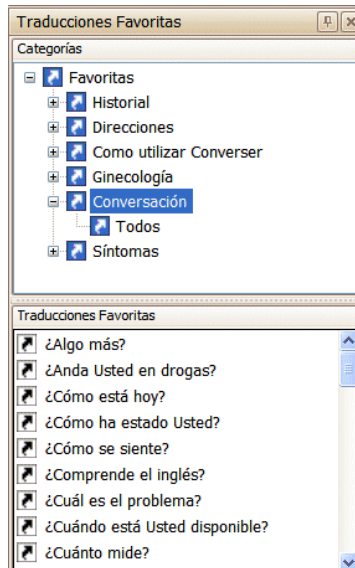 Traducciones Favoritas
Categorías
Favoritas
Historial
Direcciones
Como utilizar Converser
Ginecología
Conversación
Todos
Síntomas
Traducciones Favoritas
¿Algo más?
¿Anda Usted en drogas?
¿Cómo está hoy?
¿Cómo ha estado Usted?
¿Cómo se siente?
¿Comprende el inglés?
¿Cuál es el problema?
¿Cuándo está Usted disponible?
¿Cuánto mide?